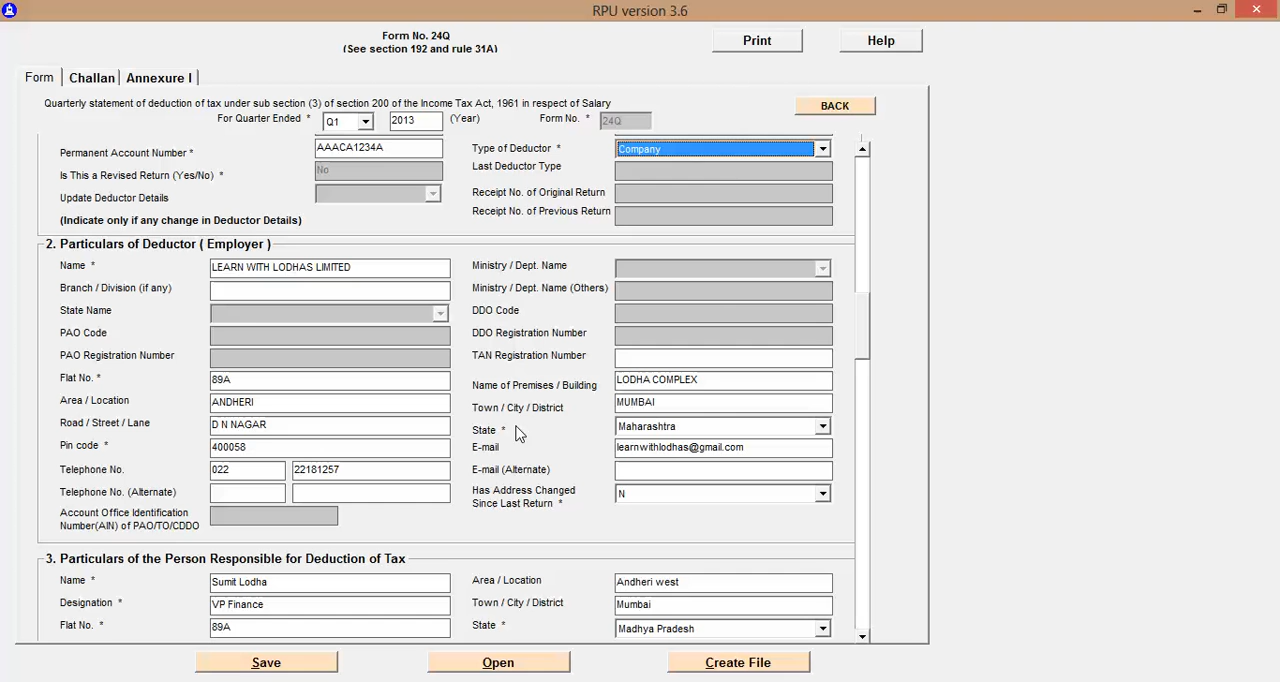 RPU version 3.6
Form No. 24Q
(See section 192 and rule 31A)
Print
Help
Form
Challan
Annexure I
Quarterly statement of deduction of tax under sub section (3) of section 200 of the Income Tax Act, 1961 in respect of Salary
BACK
For Quarter Ended * Q1 2013 (Year) Form No. * 24Q
Permanent Account Number * AAACA1234A Type of Deductor * Company
Is This a Revised Return (Yes/No) * No Last Deductor Type
Update Deductor Details Receipt No. of Original Return
(Indicate only if any change in Deductor Details) Receipt No. of Previous Return
2. Particulars of Deductor ( Employer )
Name * LEARN WITH LODHAS LIMITED Ministry / Dept. Name
Branch / Division (if any) Ministry / Dept. Name (Others)
State Name DDO Code
PAO Code DDO Registration Number
PAO Registration Number TAN Registration Number
Flat No. * 89A Name of Premises / Building LODHA COMPLEX
Area / Location ANDHERI Town / City / District MUMBAI
Road / Street / Lane D N NAGAR State * Maharashtra
Pin code * 400058 E-mail learnwithlodhas@gmail.com
Telephone No. 022 22181257 E-mail (Alternate)
Telephone No. (Alternate) Has Address Changed
Since Last Return * N
Account Office Identification
Number(AIN) of PAO/TO/CDDO
3. Particulars of the Person Responsible for Deduction of Tax
Name * Sumit Lodha Area / Location Andheri west
Designation * VP Finance Town / City / District Mumbai
Flat No. * 89A State * Madhya Pradesh
Save
Open
Create File